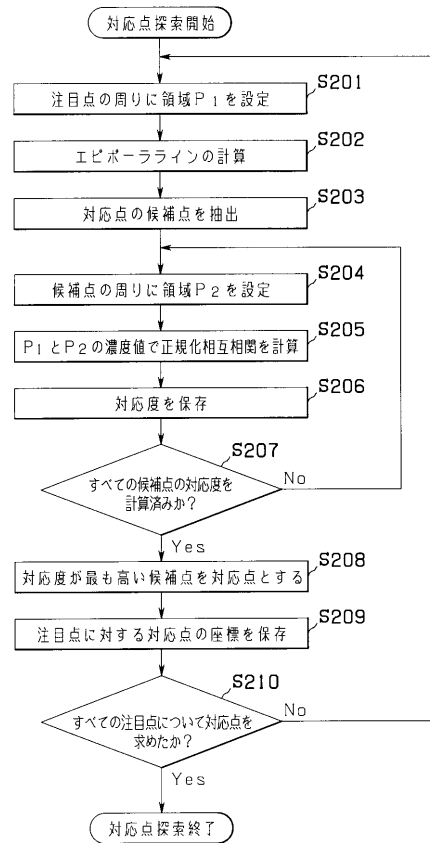 対応点探索開始
S201
注目点の周りに領域P₁を設定
S202
エピポーララインの計算
S203
対応点の候補点を抽出
S204
候補点の周りに領域P₂を設定
S205
P₁とP₂の濃度値で正規化相互相関を計算
S206
対応度を保存
S207
すべての候補点の対応度を
計算済みか？
No
Yes
S208
対応度が最も高い候補点を対応点とする
S209
注目点に対する対応点の座標を保存
S210
すべての注目点について対応点を
求めたか？
No
Yes
対応点探索終了